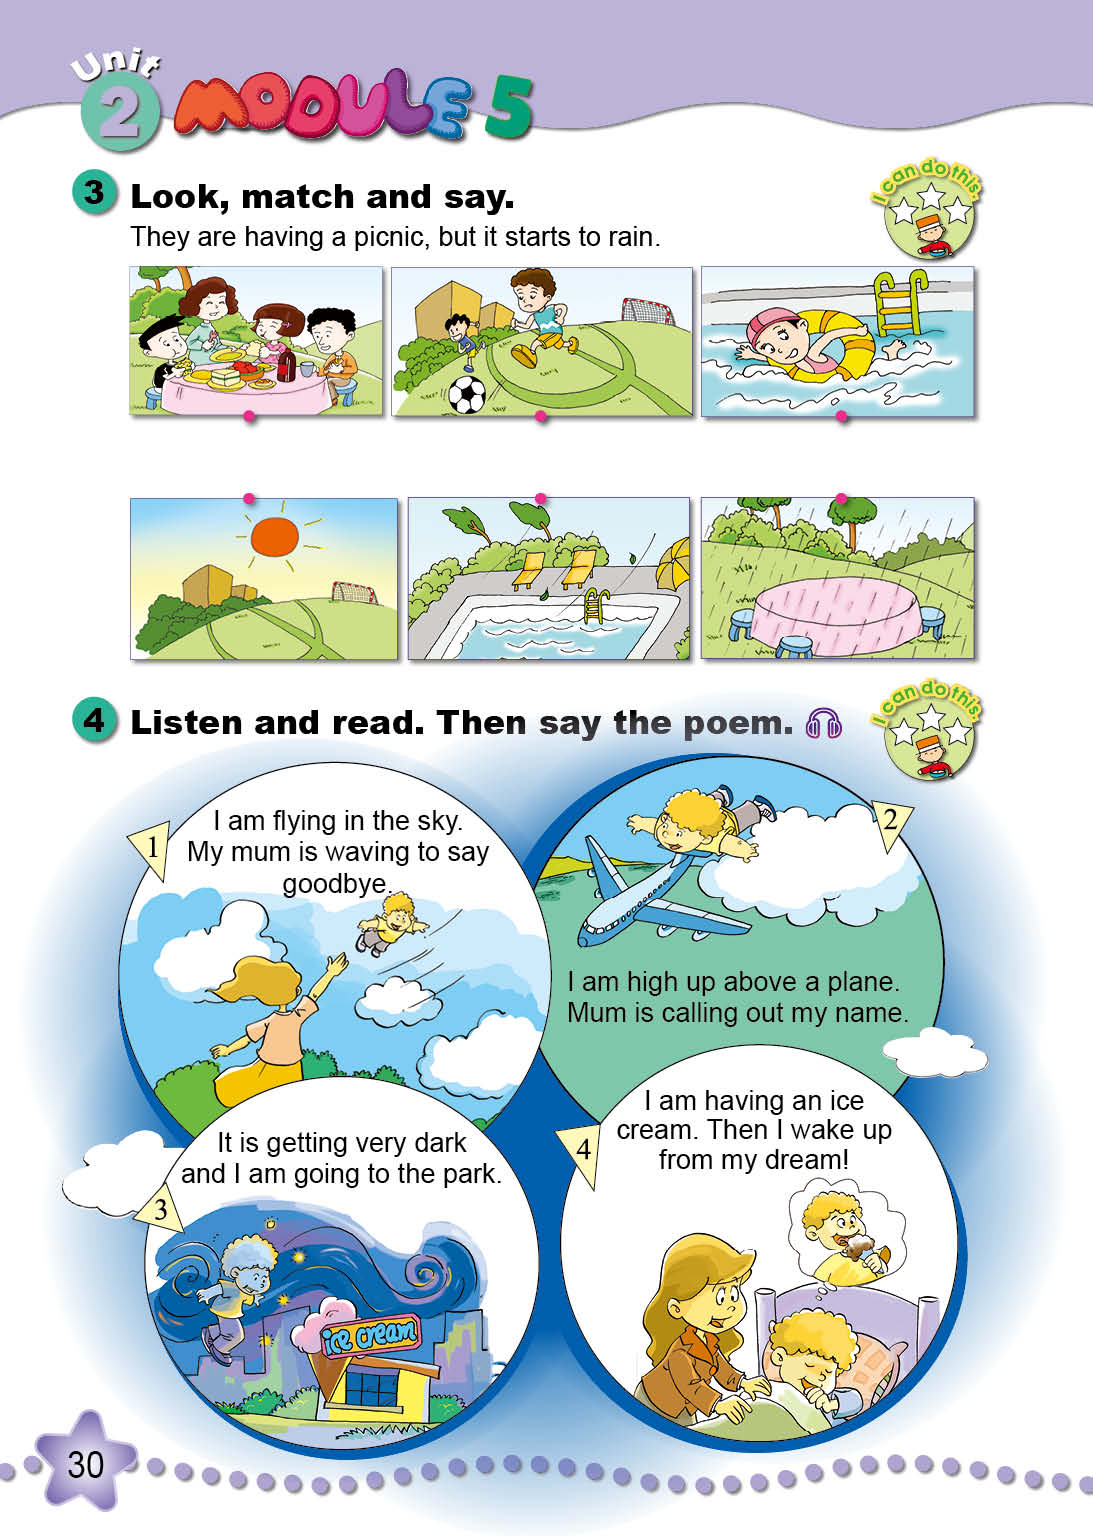 Unit
2 MODULE 5
3 Look, match and say.
I can do this.
They are having a picnic, but it starts to rain.
4 Listen and read. Then say the poem.
I can do this.
1
I am flying in the sky.
My mum is waving to say
goodbye.
2
I am high up above a plane.
Mum is calling out my name.
3
It is getting very dark
and I am going to the park.
ice cream
4
I am having an ice
cream. Then I wake up
from my dream!
30